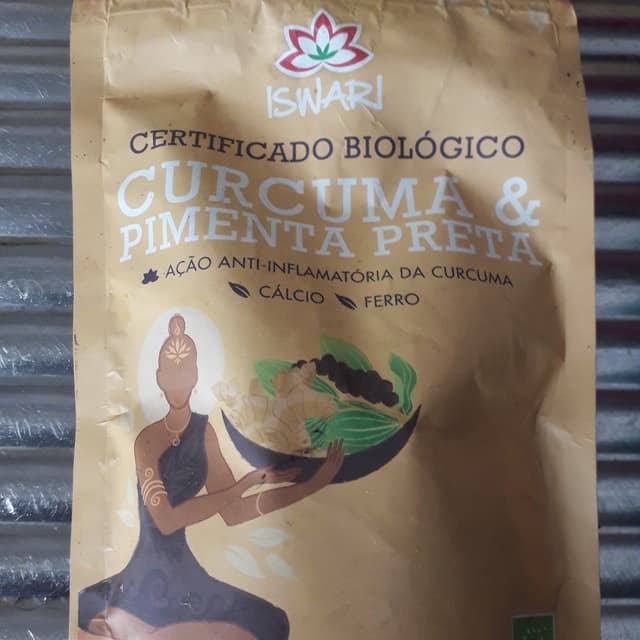 ISWARI
CERTIFICADO BIOLÓGICO
CURCUMA &
PIMENTA PRETA
AÇÃO ANTI-INFLAMATÓRIA DA CURCUMA
CÁLCIO FERRO